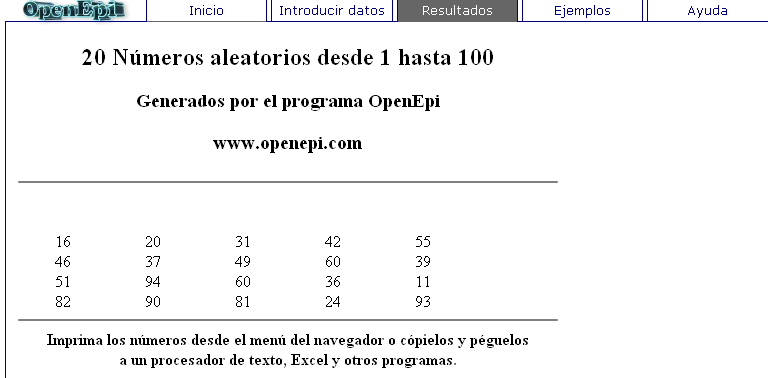 OpenEpi Inicio Introducir datos Resultados Ejemplos Ayuda
20 Números aleatorios desde 1 hasta 100
Generados por el programa OpenEpi
www.openepi.com
16 20 31 42 55
46 37 49 60 39
51 94 60 36 11
82 90 81 24 93
Imprima los números desde el menú del navegador o cópielos y péguelos
a un procesador de texto, Excel y otros programas.